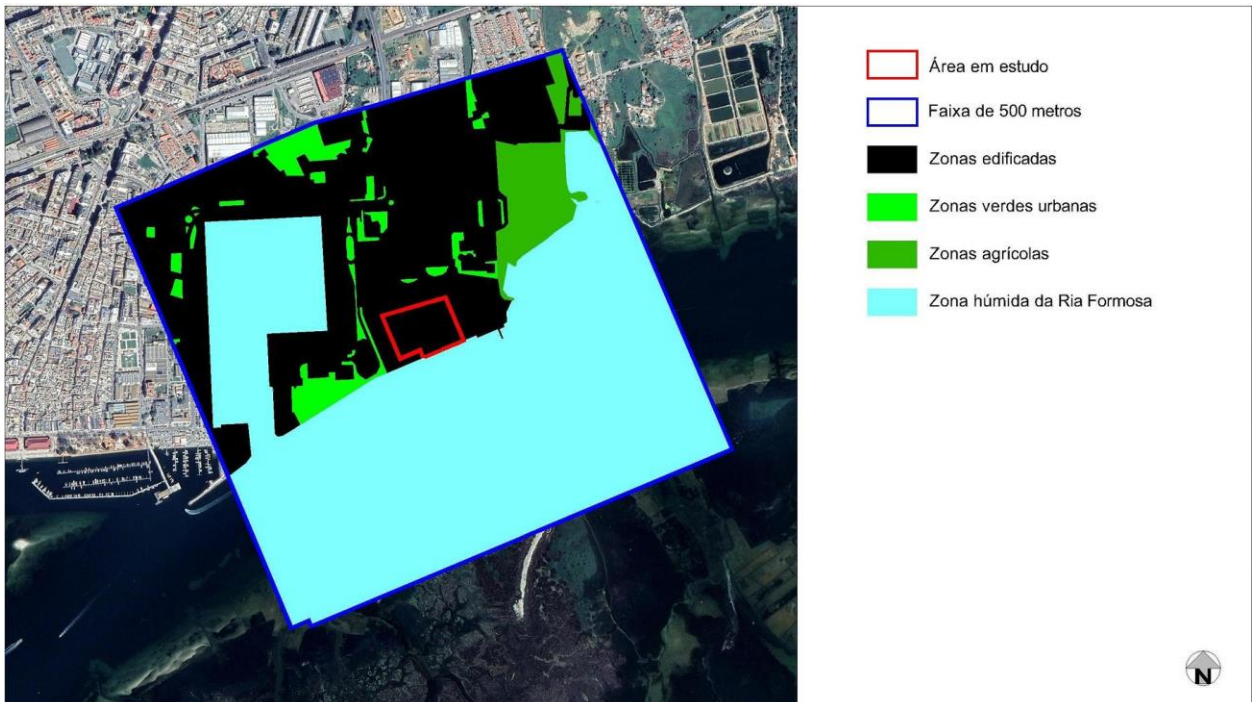 Área em estudo
Faixa de 500 metros
Zonas edificadas
Zonas verdes urbanas
Zonas agrícolas
Zona húmida da Ria Formosa
N